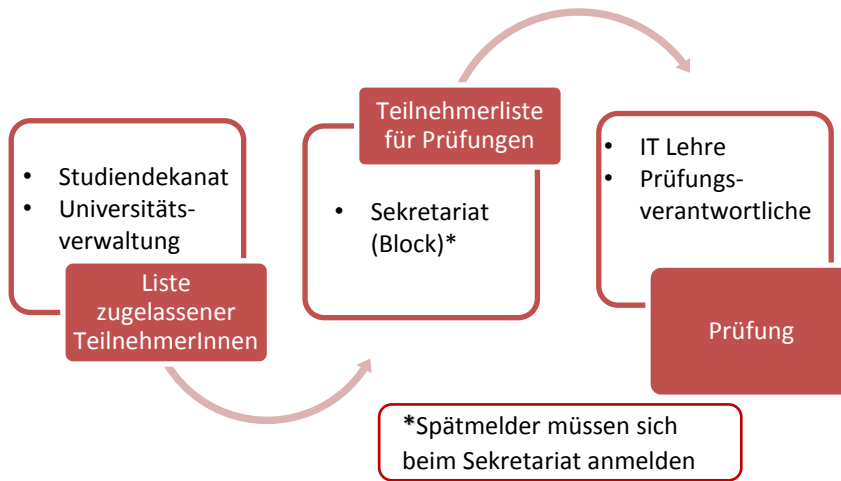 • Studiendekanat
• Universitäts-
verwaltung
Liste
zugelassener
TeilnehmerInnen
Teilnehmerliste
für Prüfungen
• Sekretariat
(Block)*
• IT Lehre
• Prüfungs-
verantwortliche
Prüfung
*Spätmelder müssen sich
beim Sekretariat anmelden